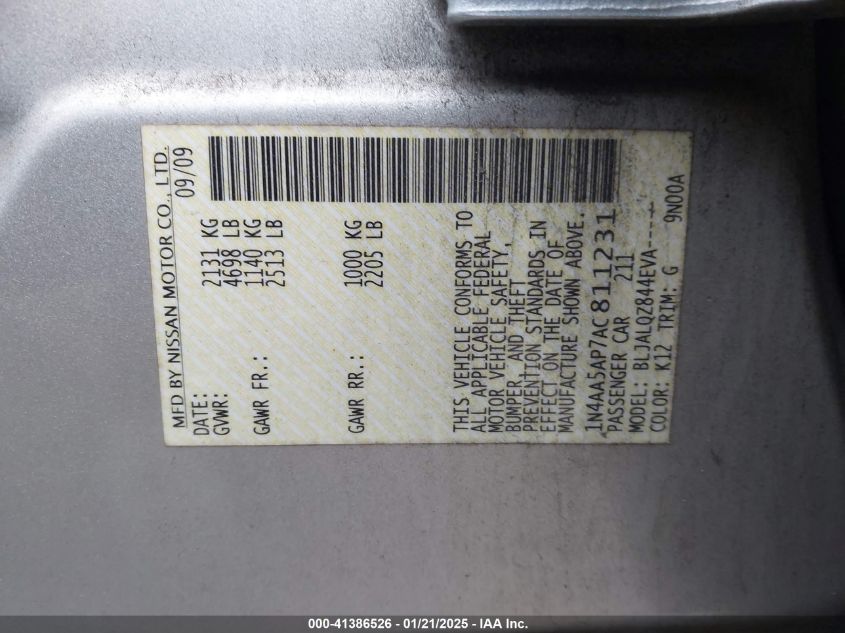 MFD BY NISSAN MOTOR CO., LTD.
DATE: 09/09
GVWR: 2131 KG
4698 LB
GAWR FR.: 1140 KG
2513 LB
GAWR RR.: 1000 KG
2205 LB
THIS VEHICLE CONFORMS TO
ALL APPLICABLE FEDERAL
MOTOR VEHICLE SAFETY,
BUMPER, AND THEFT
PREVENTION STANDARDS IN
EFFECT ON THE DATE OF
MANUFACTURE SHOWN ABOVE.
1N4AA5AP7AC811231
PASSENGER CAR 211
MODEL: BLJALQZ844EVA----
COLOR: K12 TRIM: G 9N00A
000-41386526 - 01/21/2025 - IAA Inc.